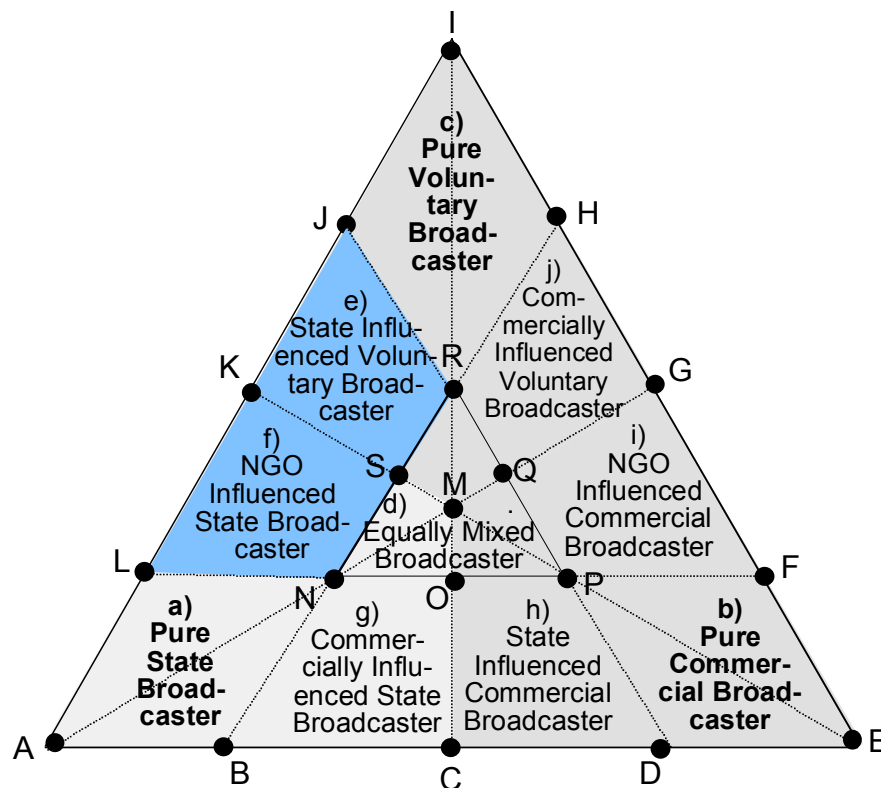 I
c)
Pure
Volun-
tary
Broad-
caster
J
H
e)
State Influ-
enced Volun-
tary Broad-
caster
j)
Com-
mercially
Influenced
Voluntary
Broadcaster
R
K
G
f)
NGO
Influenced
State Broad-
caster
i)
NGO
Influenced
Commercial
Broadcaster
S
M
Q
d)
Equally Mixed
Broadcaster
L
N
O
P
F
a)
Pure
State
Broad-
caster
g)
Commer-
cially Influ-
enced State
Broadcaster
h)
State
Influenced
Commercial
Broadcaster
b)
Pure
Commer-
cial Broad-
caster
A
B
C
D
E